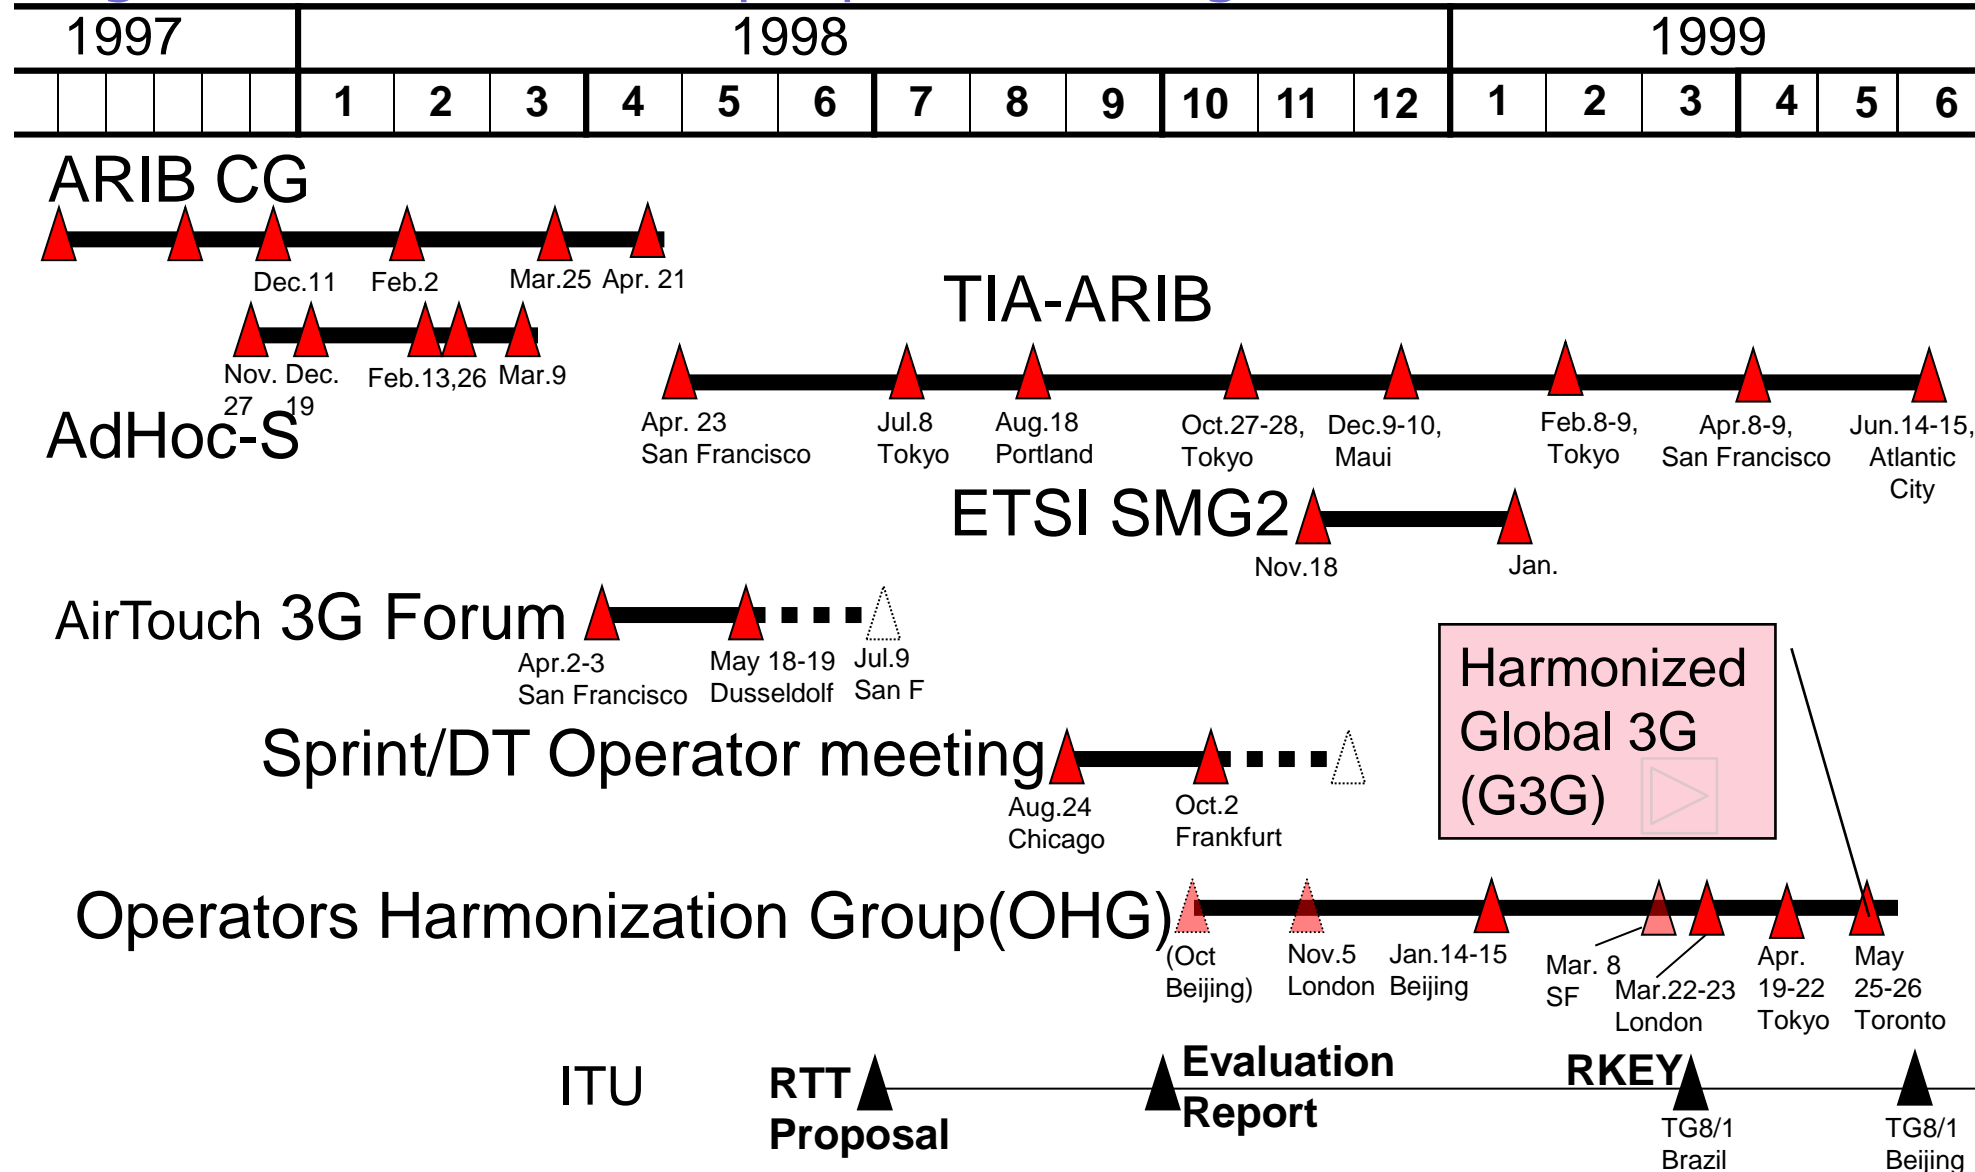 1997 1998 1999
1 2 3 4 5 6 7 8 9 10 11 12 1 2 3 4 5 6
ARIB CG
Dec.11 Feb.2 Mar.25 Apr. 21
TIA-ARIB
Nov. 27
Dec. 19
Feb.13,26 Mar.9
AdHoc-S
Apr. 23
San Francisco
Jul.8
Tokyo
Aug.18
Portland
Oct.27-28,
Tokyo
Dec.9-10,
Maui
Feb.8-9,
Tokyo
Apr.8-9,
San Francisco
Jun.14-15,
Atlantic
City
ETSI SMG2
Nov.18 Jan.
AirTouch 3G Forum
Apr.2-3
San Francisco
May 18-19
Dusseldolf
Jul.9
San F
Harmonized
Global 3G
(G3G)
Sprint/DT Operator meeting
Aug.24
Chicago
Oct.2
Frankfurt
Operators Harmonization Group(OHG)
(Oct
Beijing)
Nov.5
London
Jan.14-15
Beijing
Mar. 8
SF
Mar.22-23
London
Apr.
19-22
Tokyo
May
25-26
Toronto
ITU
RTT
Proposal
Evaluation
Report
RKEY
TG8/1
Brazil
TG8/1
Beijing